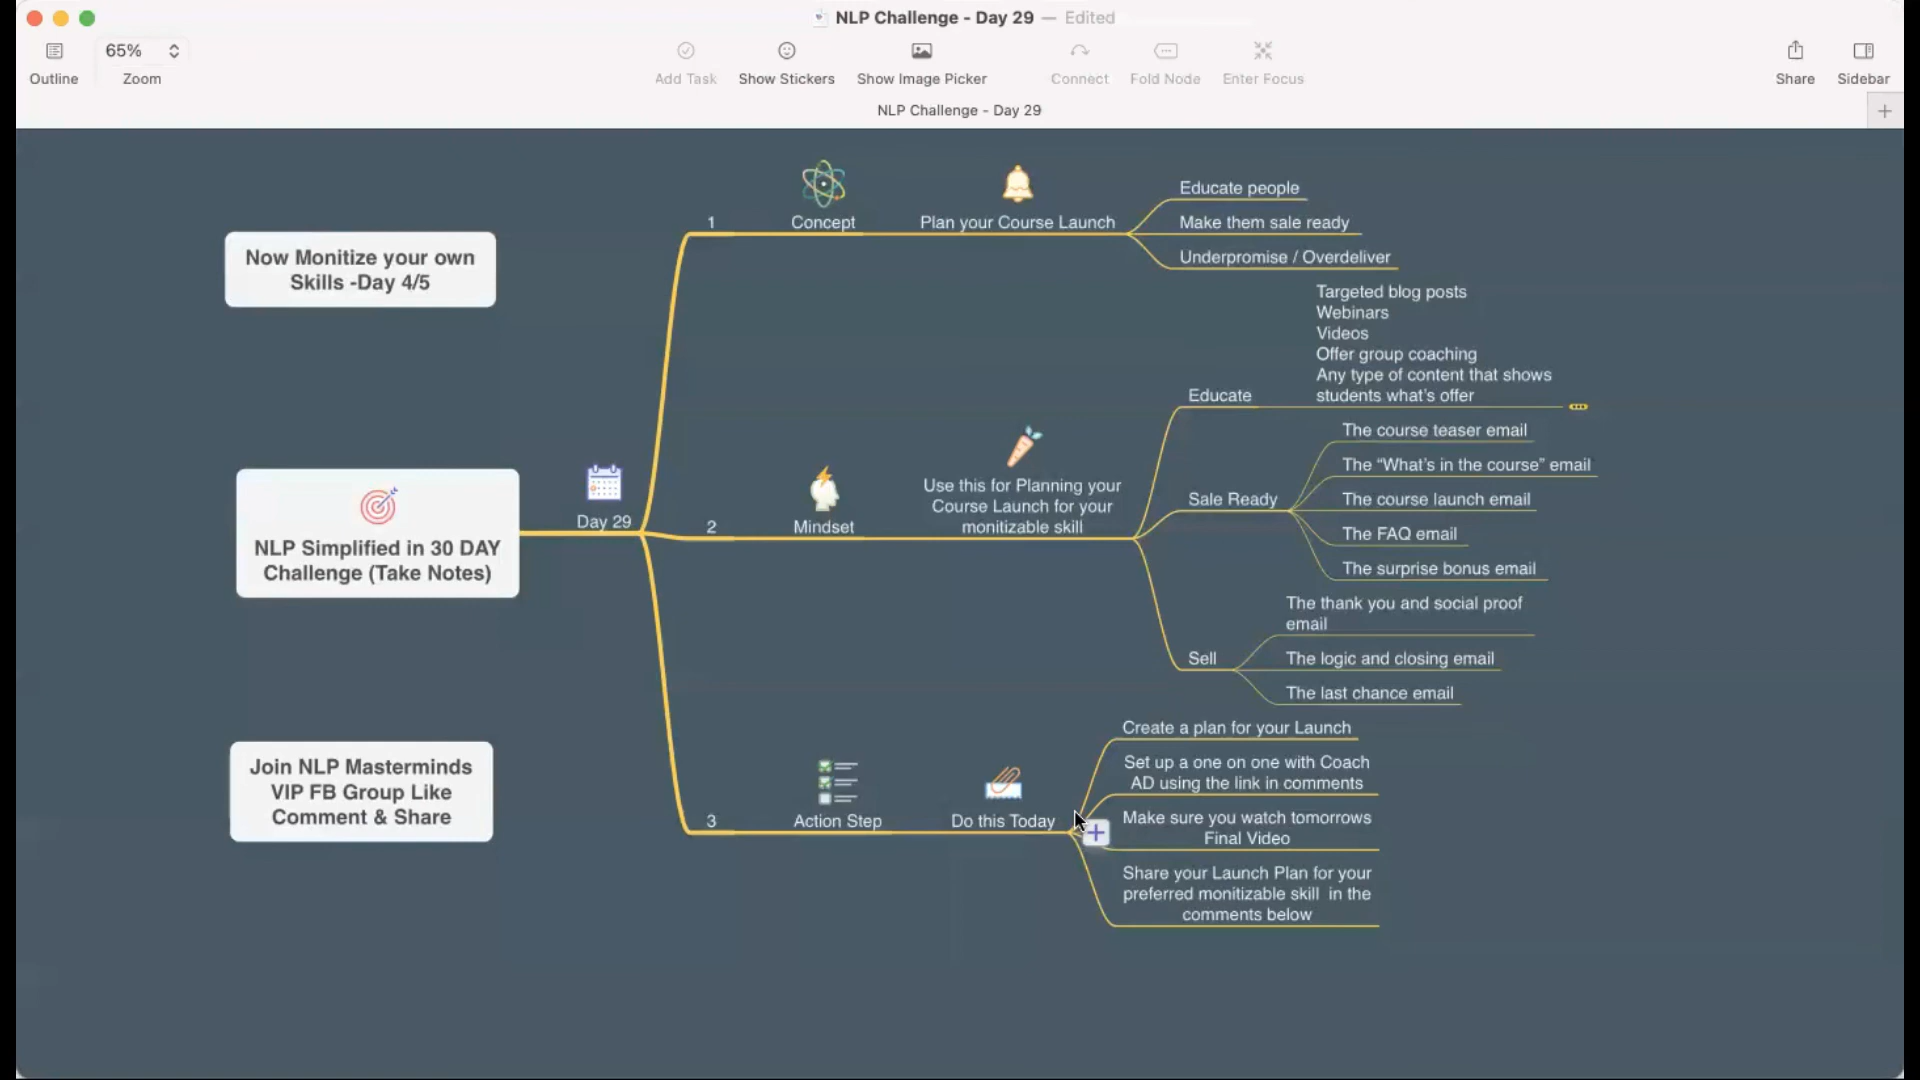 NLP Challenge - Day 29 — Edited
65%
Outline
Zoom
Add Task
Show Stickers
Show Image Picker
Connect
Fold Node
Enter Focus
Share
Sidebar
NLP Challenge - Day 29
Now Monitize your own
Skills -Day 4/5
NLP Simplified in 30 DAY
Challenge (Take Notes)
Join NLP Masterminds
VIP FB Group Like
Comment & Share
Day 29
1
Concept
Plan your Course Launch
Educate people
Make them sale ready
Underpromise / Overdeliver
2
Mindset
Use this for Planning your
Course Launch for your
monitizable skill
Educate
Targeted blog posts
Webinars
Videos
Offer group coaching
Any type of content that shows
students what's offer
Sale Ready
The course teaser email
The “What's in the course” email
The course launch email
The FAQ email
The surprise bonus email
Sell
The thank you and social proof
email
The logic and closing email
The last chance email
3
Action Step
Do this Today
Create a plan for your Launch
Set up a one on one with Coach
AD using the link in comments
Make sure you watch tomorrows
Final Video
Share your Launch Plan for your
preferred monitizable skill  in the
comments below